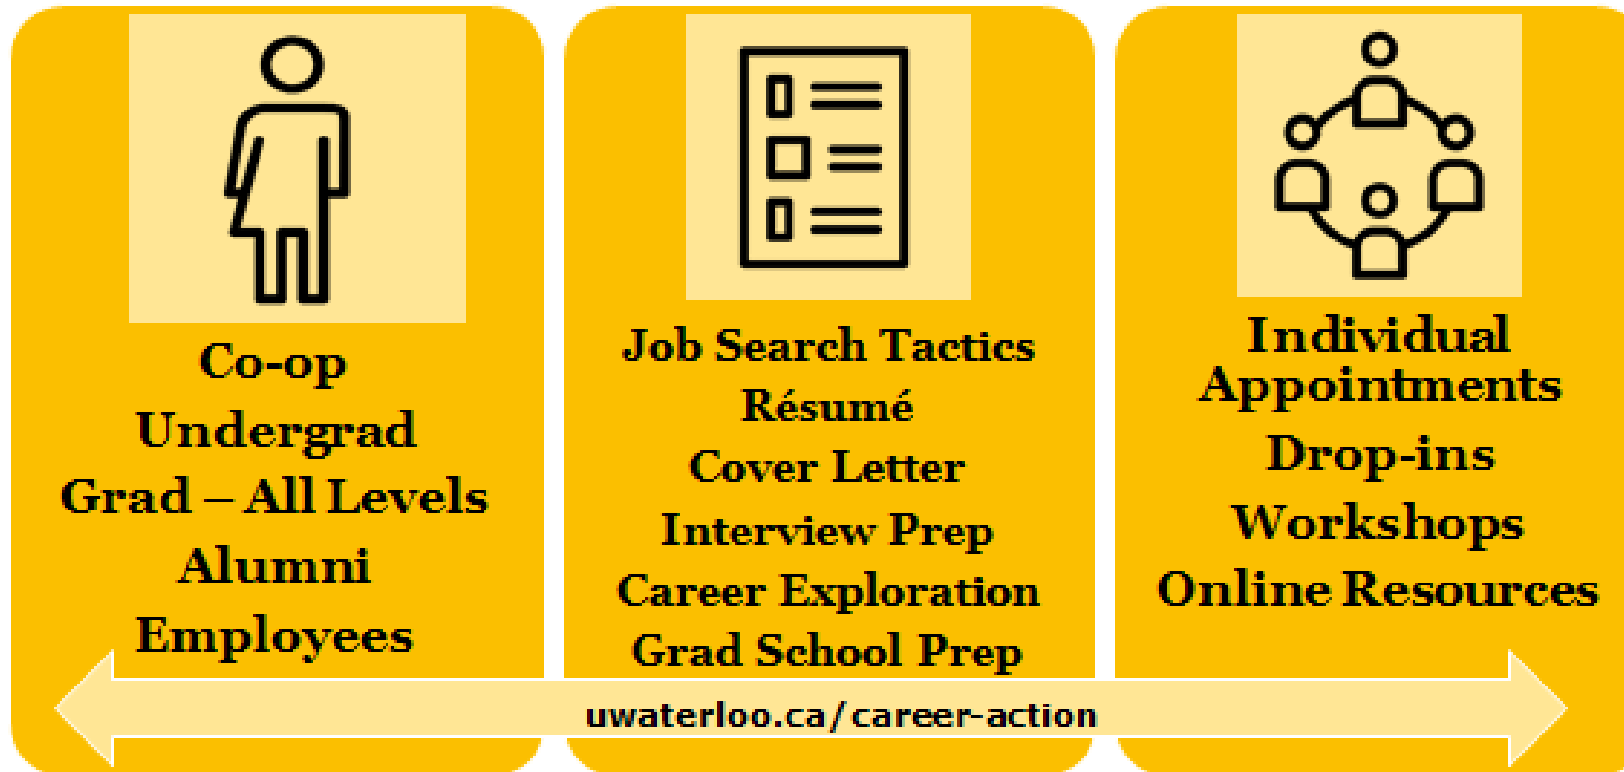 Co-op
Undergrad
Grad – All Levels
Alumni
Employees
Job Search Tactics
Résumé
Cover Letter
Interview Prep
Career Exploration
Grad School Prep
Individual
Appointments
Drop-ins
Workshops
Online Resources
uwaterloo.ca/career-action